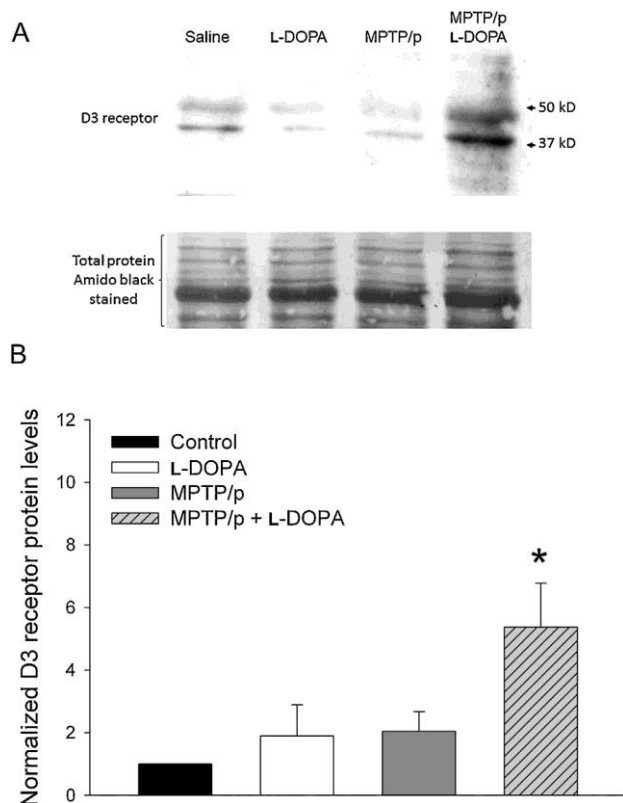 A
Saline L-DOPA MPTP/p MPTP/p
L-DOPA
D3 receptor
50 kD
37 kD
Total protein
Amido black
stained
B
Normalized D3 receptor protein levels
12
10
8
6
4
2
0
Control
L-DOPA
MPTP/p
MPTP/p + L-DOPA
*